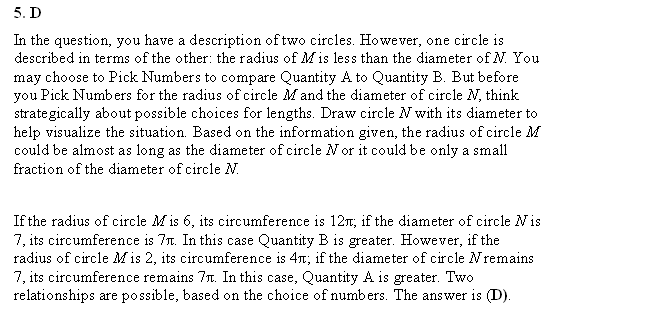 5. D
In the question, you have a description of two circles. However, one circle is
described in terms of the other: the radius of M is less than the diameter of N. You
may choose to Pick Numbers to compare Quantity A to Quantity B. But before
you Pick Numbers for the radius of circle M and the diameter of circle N, think
strategically about possible choices for lengths. Draw circle N with its diameter to
help visualize the situation. Based on the information given, the radius of circle M
could be almost as long as the diameter of circle N or it could be only a small
fraction of the diameter of circle N.
If the radius of circle M is 6, its circumference is 12π; if the diameter of circle N is
7, its circumference is 7π. In this case Quantity B is greater. However, if the
radius of circle M is 2, its circumference is 4π; if the diameter of circle N remains
7, its circumference remains 7π. In this case, Quantity A is greater. Two
relationships are possible, based on the choice of numbers. The answer is (D).